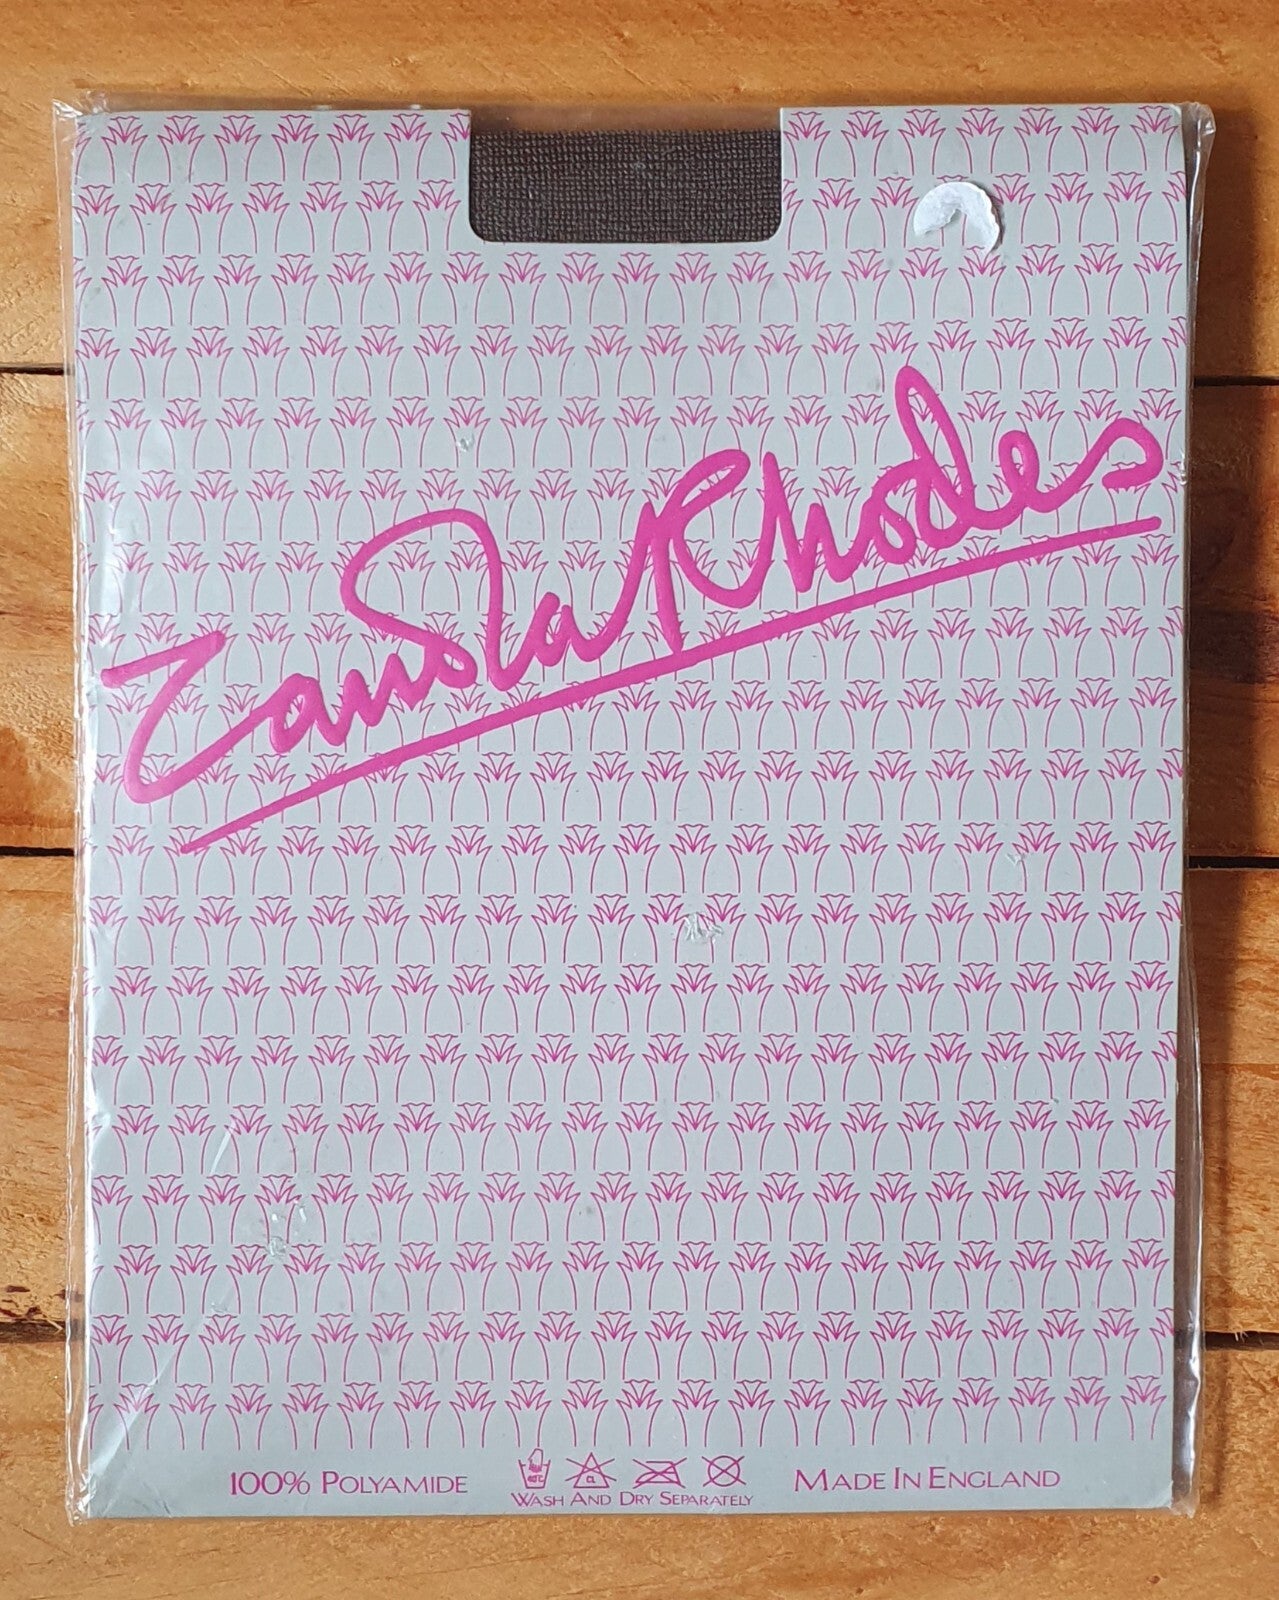 Zandra Rhodes
100% POLYAMIDE
WASH AND DRY SEPARATELY
MADE IN ENGLAND